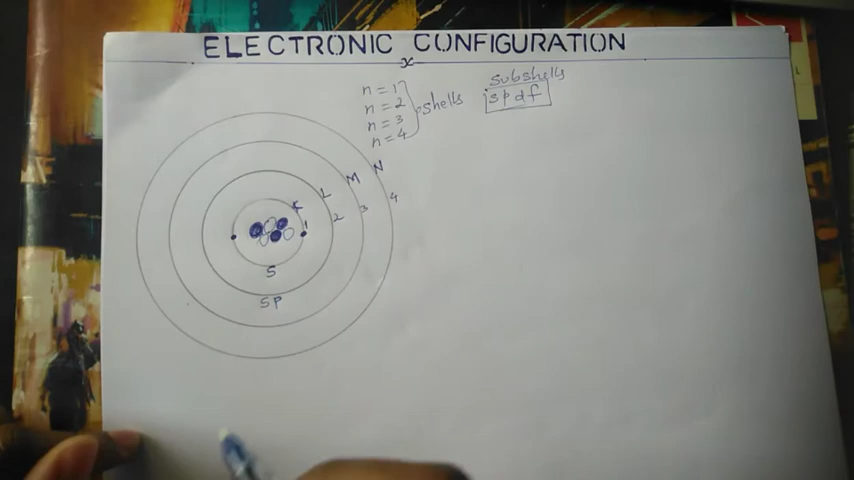 ELECTRONIC CONFIGURATION
x
n = 1
n = 2
n = 3
n = 4
shells
subshells
s p d f
K L M N
1 2 3 4
S
SP